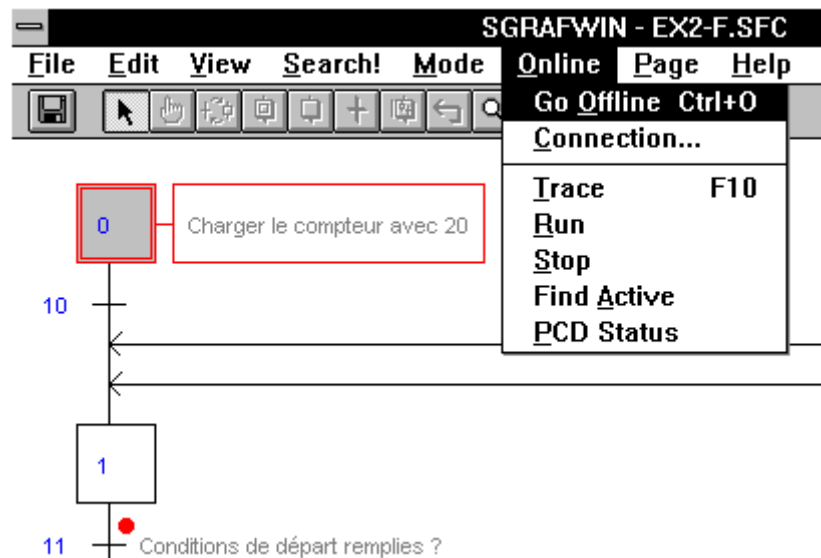 SGRAFWIN - EX2-F.SFC
File Edit View Search! Mode Online Page Help
Go Offline Ctrl+O
Connection...
Trace F10
Run
Stop
Find Active
PCD Status
0 Charger le compteur avec 20
10
1
11 Conditions de départ remplies ?